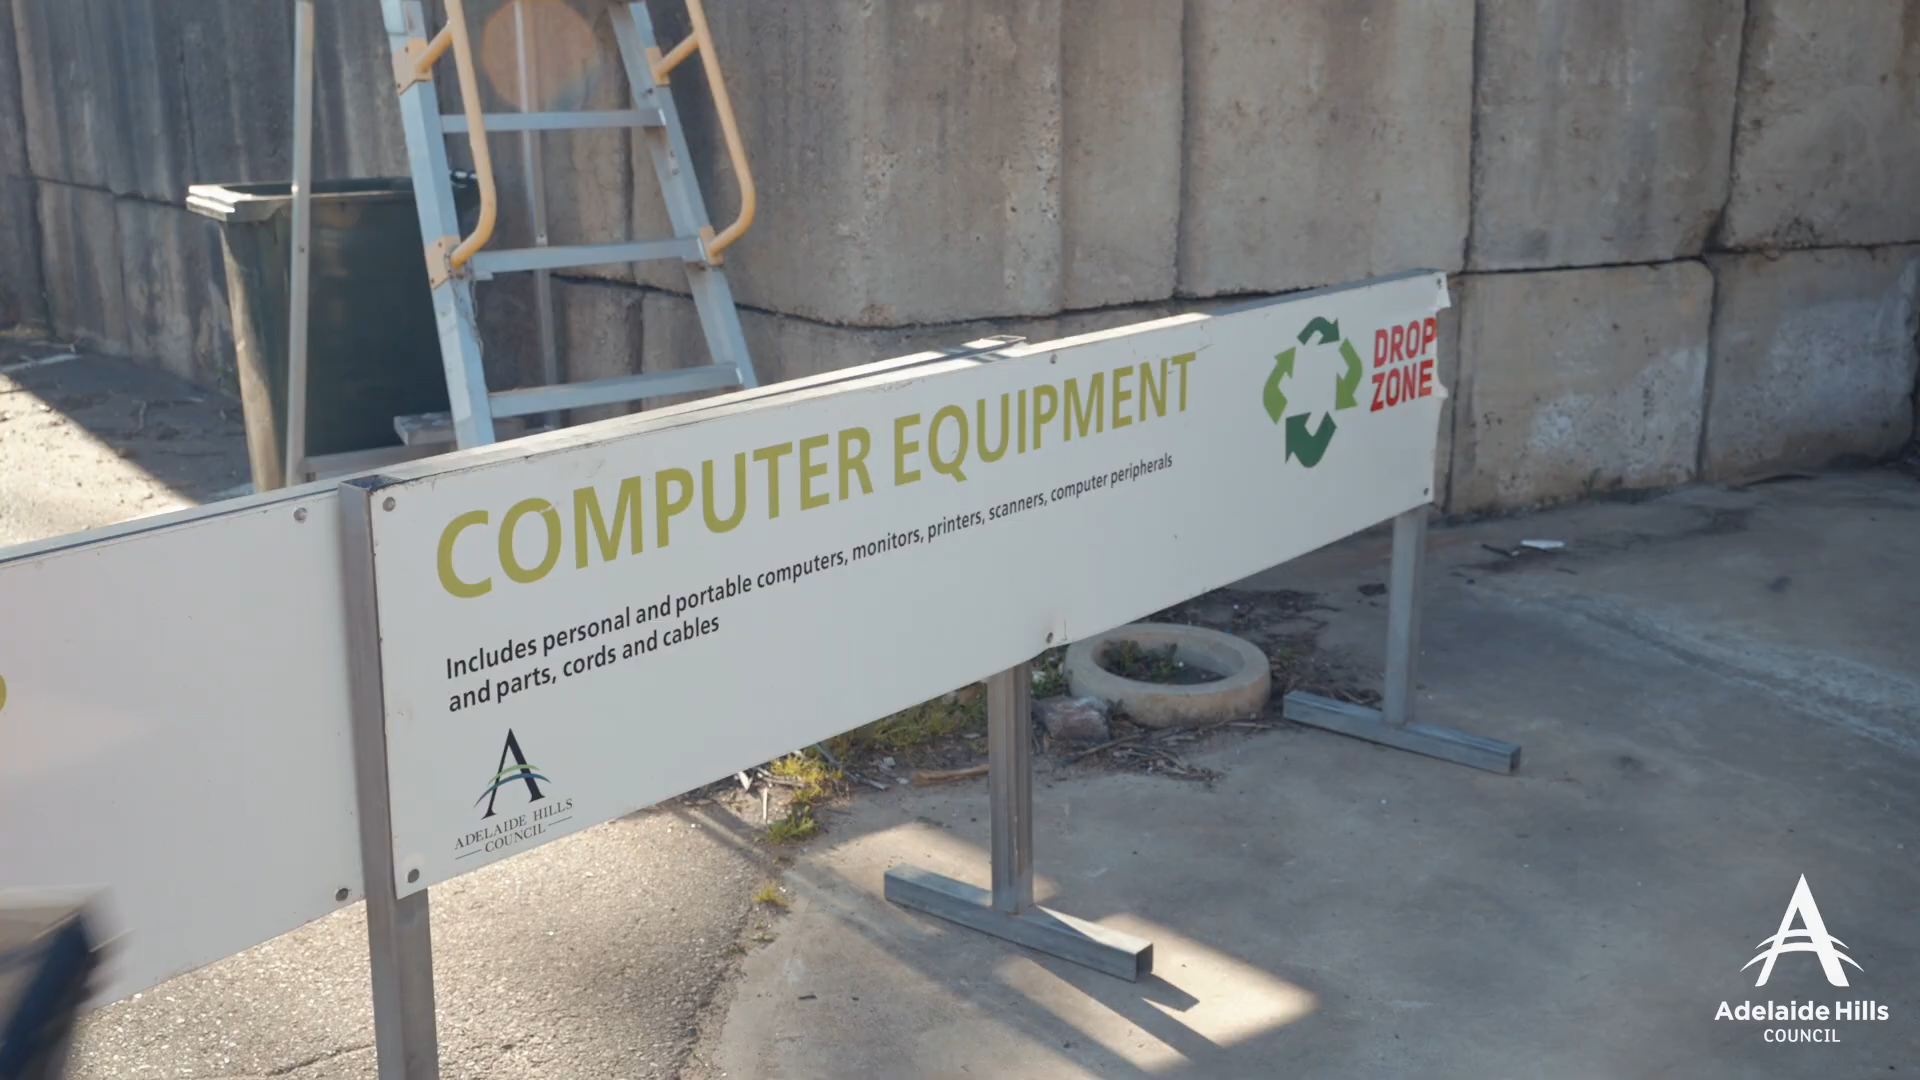 COMPUTER EQUIPMENT
Includes personal and portable computers, monitors, printers, scanners, computer peripherals
and parts, cords and cables
DROP
ZONE
ADELAIDE HILLS
COUNCIL
Adelaide Hills
COUNCIL